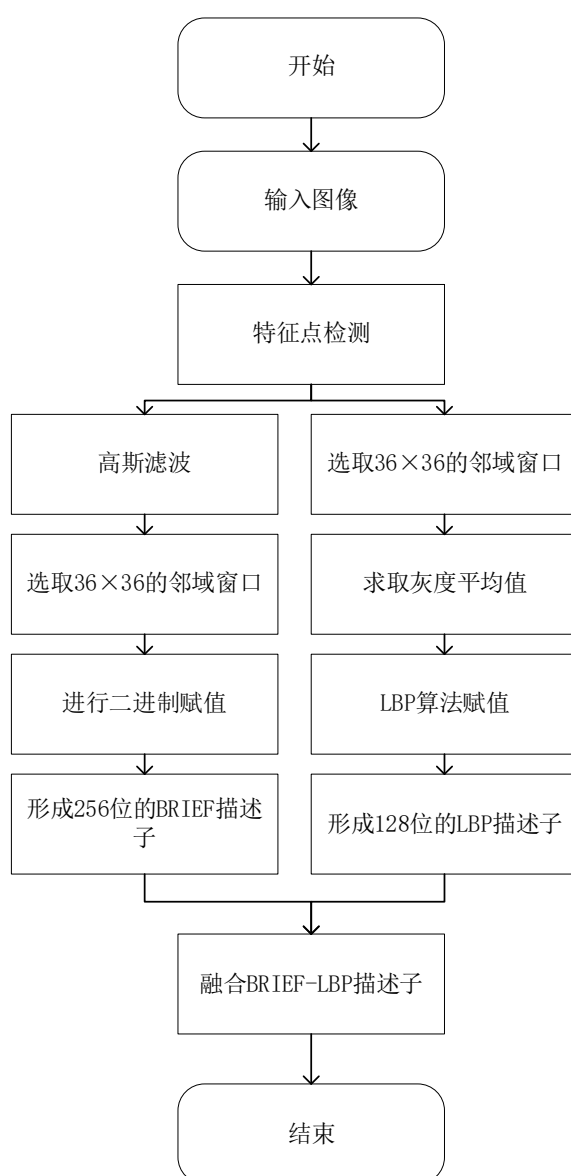 开始
输入图像
特征点检测
高斯滤波
选取36×36的邻域窗口
选取36×36的邻域窗口
求取灰度平均值
进行二进制赋值
LBP算法赋值
形成256位的BRIEF描述
子
形成128位的LBP描述子
融合BRIEF-LBP描述子
结束